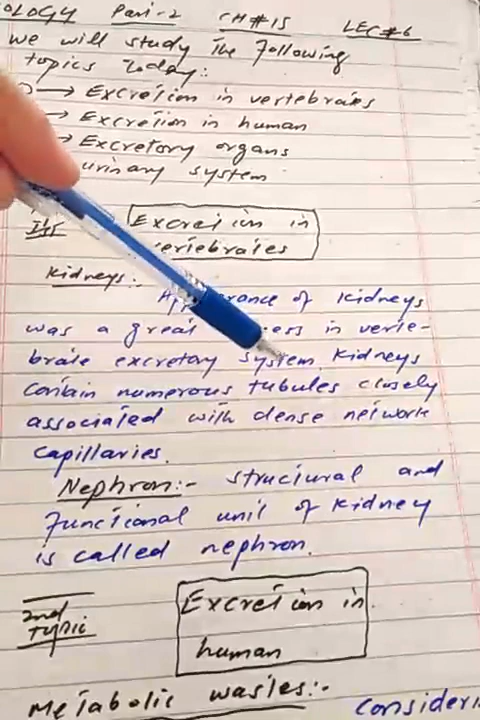 OLOGY Part-2 CH#15 LEC#6
we will study the following
topics today:
→ Excretion in vertebrates
→ Excretion in human
→ Excretory organs
urinary system
Ist
Excretion in
vertebrates
Kidneys:-
of kidneys
was a great in verte-
brate excretory system. Kidneys
contain numerous tubules closely
associated with dense network
capillaries.
Nephron:- structural and
functional unit of kidney
is called nephron.
2nd
topic
Excretion in
human
Metabolic wastes:- consideri